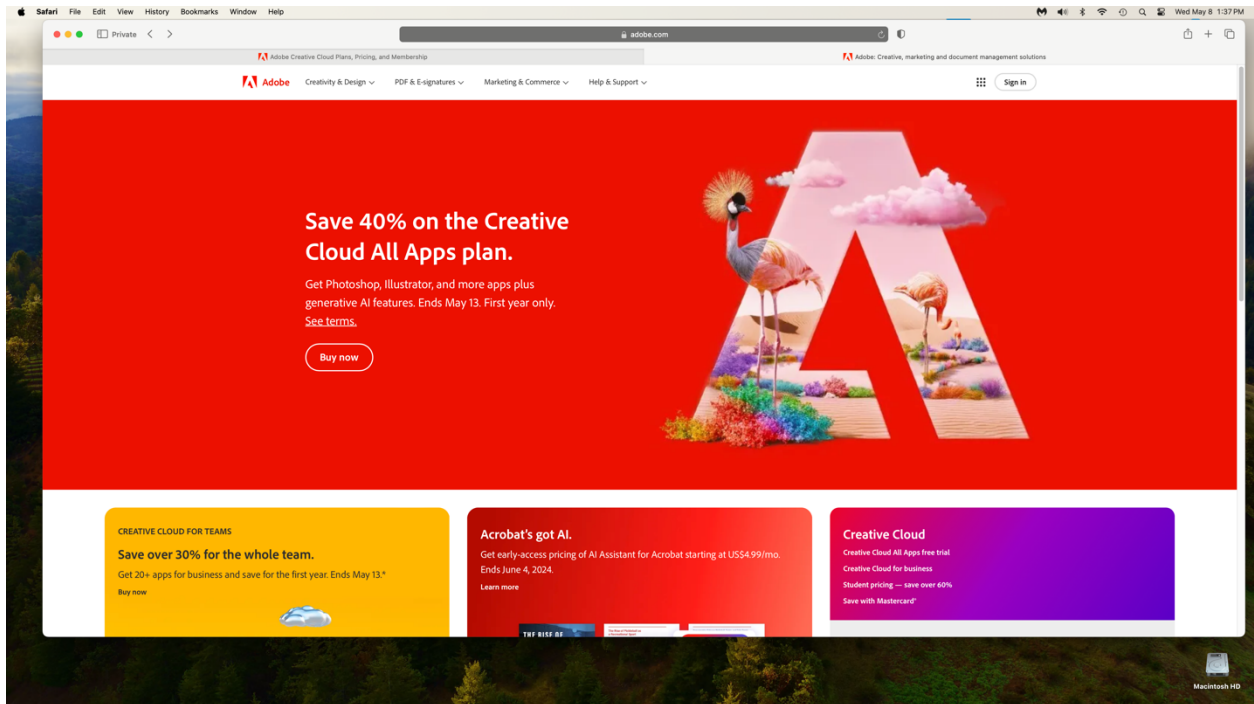 Safari File Edit View History Bookmarks Window Help
Wed May 8 1:37 PM
Private
adobe.com
Adobe Creative Cloud Plans, Pricing, and Membership
Adobe: Creative, marketing and document management solutions
Adobe Creativity & Design PDF & E-signatures Marketing & Commerce Help & Support
Sign in
Save 40% on the Creative
Cloud All Apps plan.
Get Photoshop, Illustrator, and more apps plus
generative AI features. Ends May 13. First year only.
See terms.
Buy now
CREATIVE CLOUD FOR TEAMS
Save over 30% for the whole team.
Get 20+ apps for business and save for the first year. Ends May 13.*
Buy now
Acrobat's got AI.
Get early-access pricing of AI Assistant for Acrobat starting at US$4.99/mo.
Ends June 4, 2024.
Learn more
THE RISE OF
Creative Cloud
Creative Cloud All Apps free trial
Creative Cloud for business
Student pricing — save over 60%
Save with Mastercard*
Macintosh HD